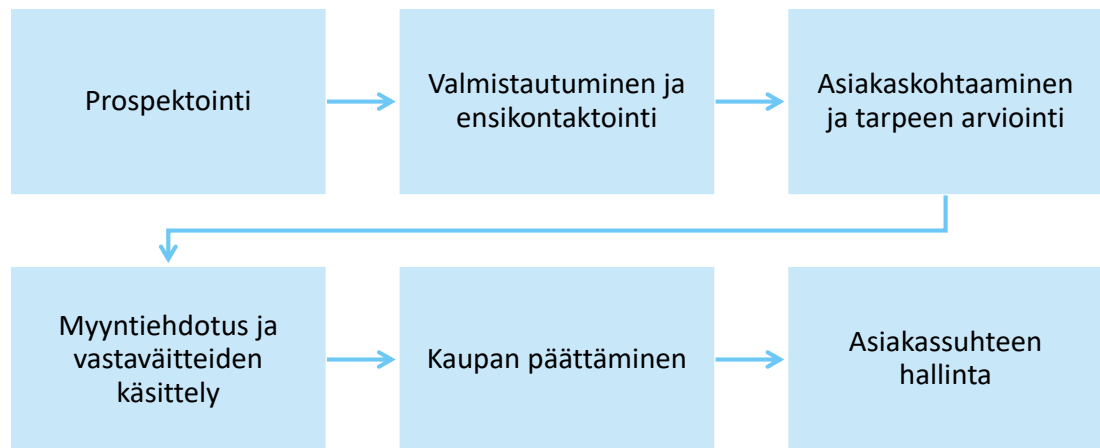 Prospektointi
Valmistautuminen ja
ensikontaktointi
Asiakaskohtaaminen
ja tarpeen arviointi
Myyntiehdotus ja
vastaväitteiden
käsittely
Kaupan päättäminen
Asiakassuhteen
hallinta